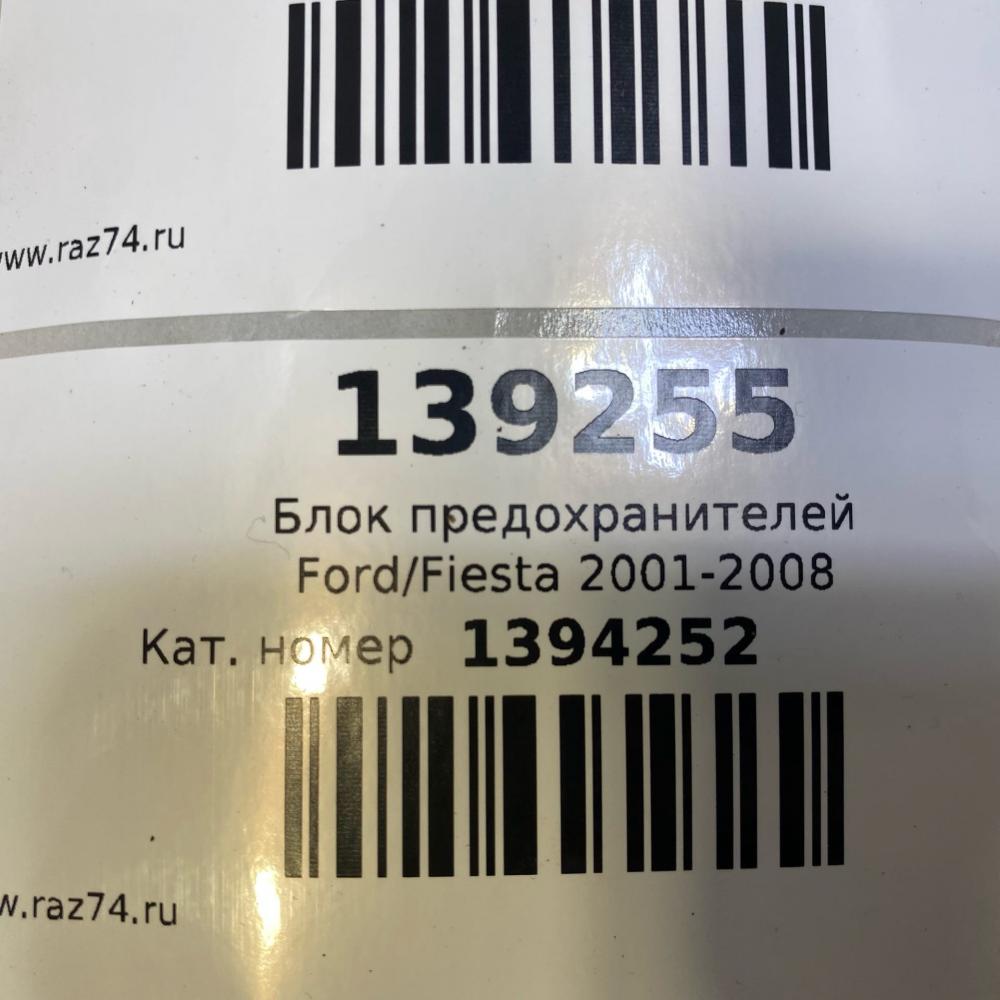 www.raz74.ru
139255
Блок предохранителей
Ford/Fiesta 2001-2008
Кат. номер 1394252
w.raz74.ru